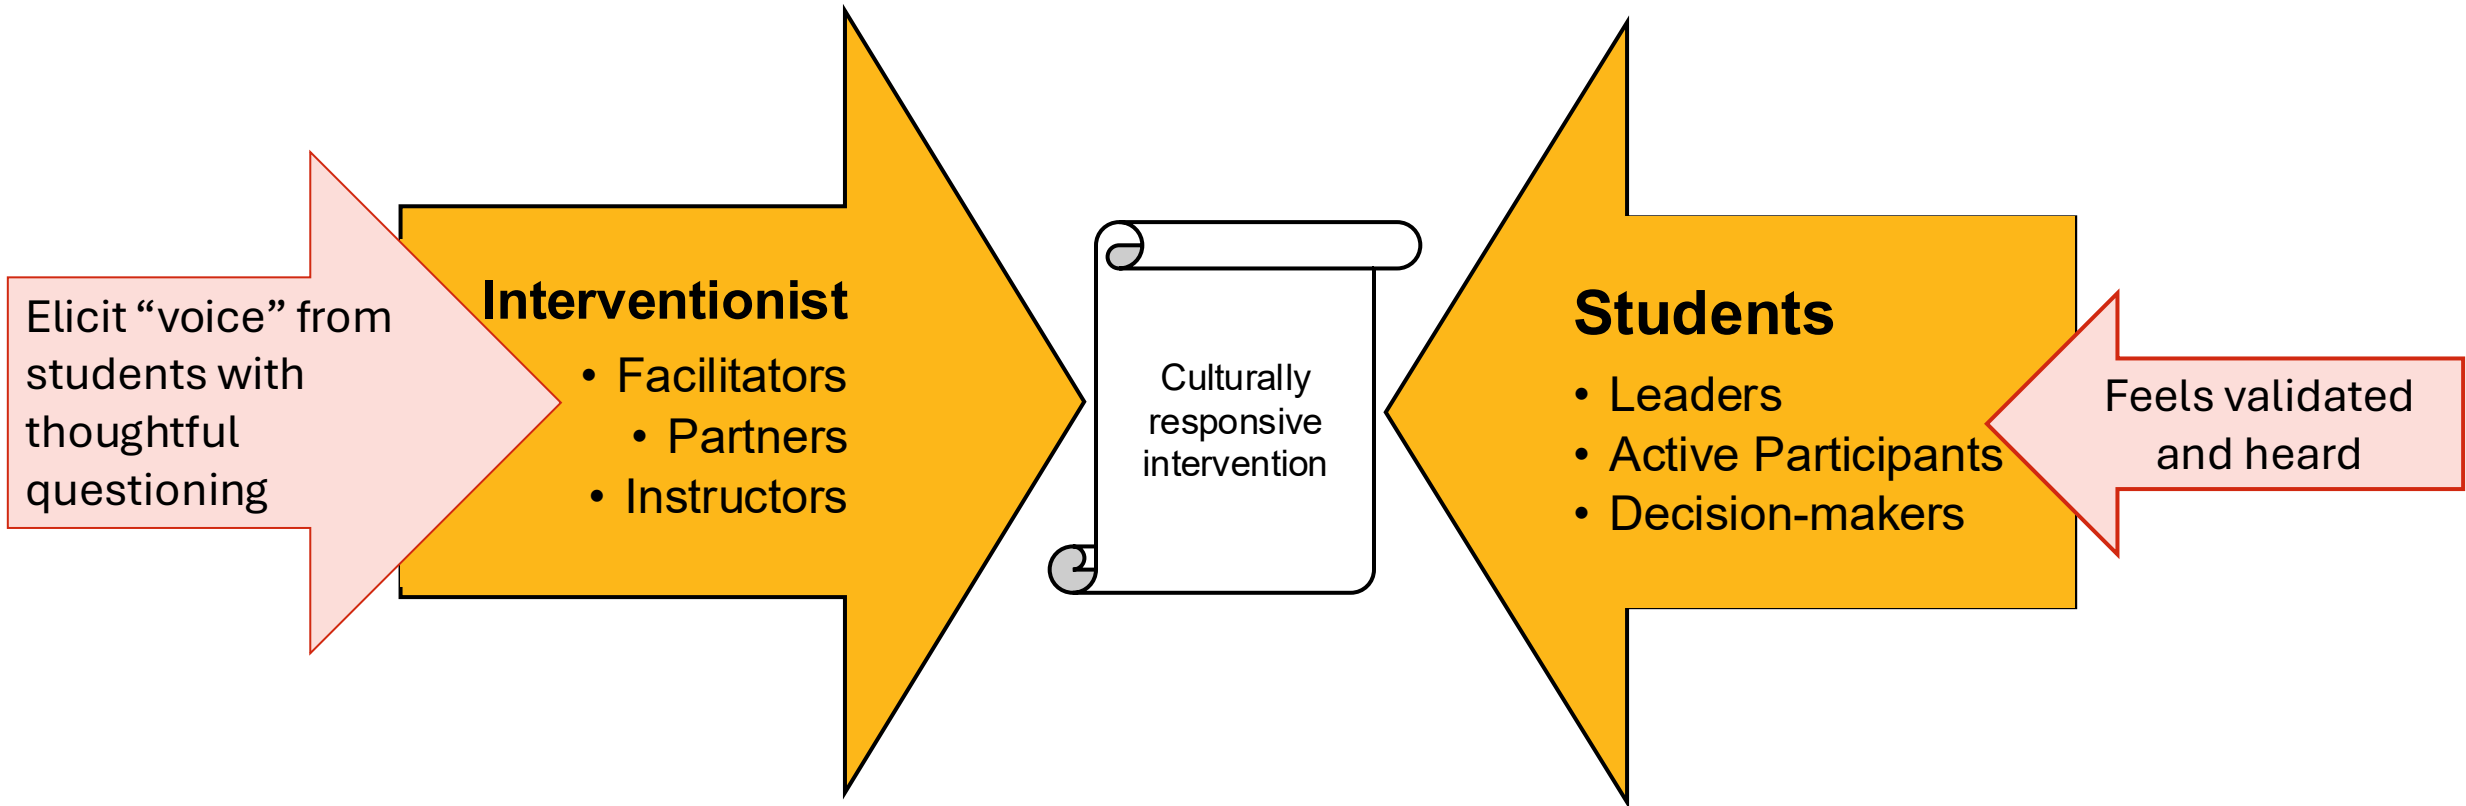 Elicit “voice” from
students with
thoughtful
questioning
Interventionist
• Facilitators
• Partners
• Instructors
Culturally
responsive
intervention
Students
• Leaders
• Active Participants
• Decision-makers
Feels validated
and heard